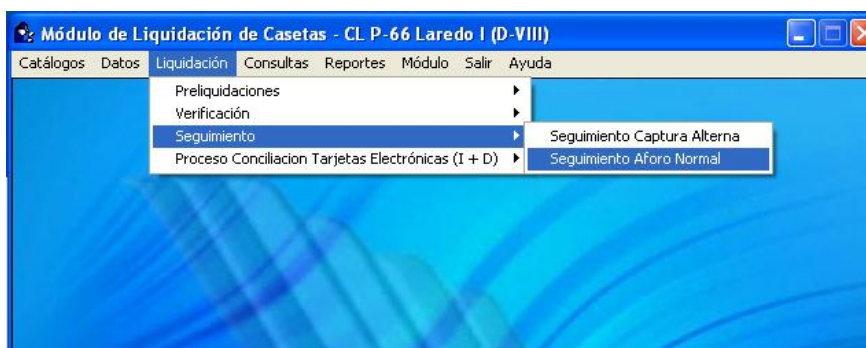 Módulo de Liquidación de Casetas - CL P-66 Laredo I (D-VIII)
Catálogos Datos Liquidación Consultas Reportes Módulo Salir Ayuda
Preliquidaciones
Verificación
Seguimiento
Proceso Conciliacion Tarjetas Electrónicas (I + D)
Seguimiento Captura Alterna
Seguimiento Aforo Normal